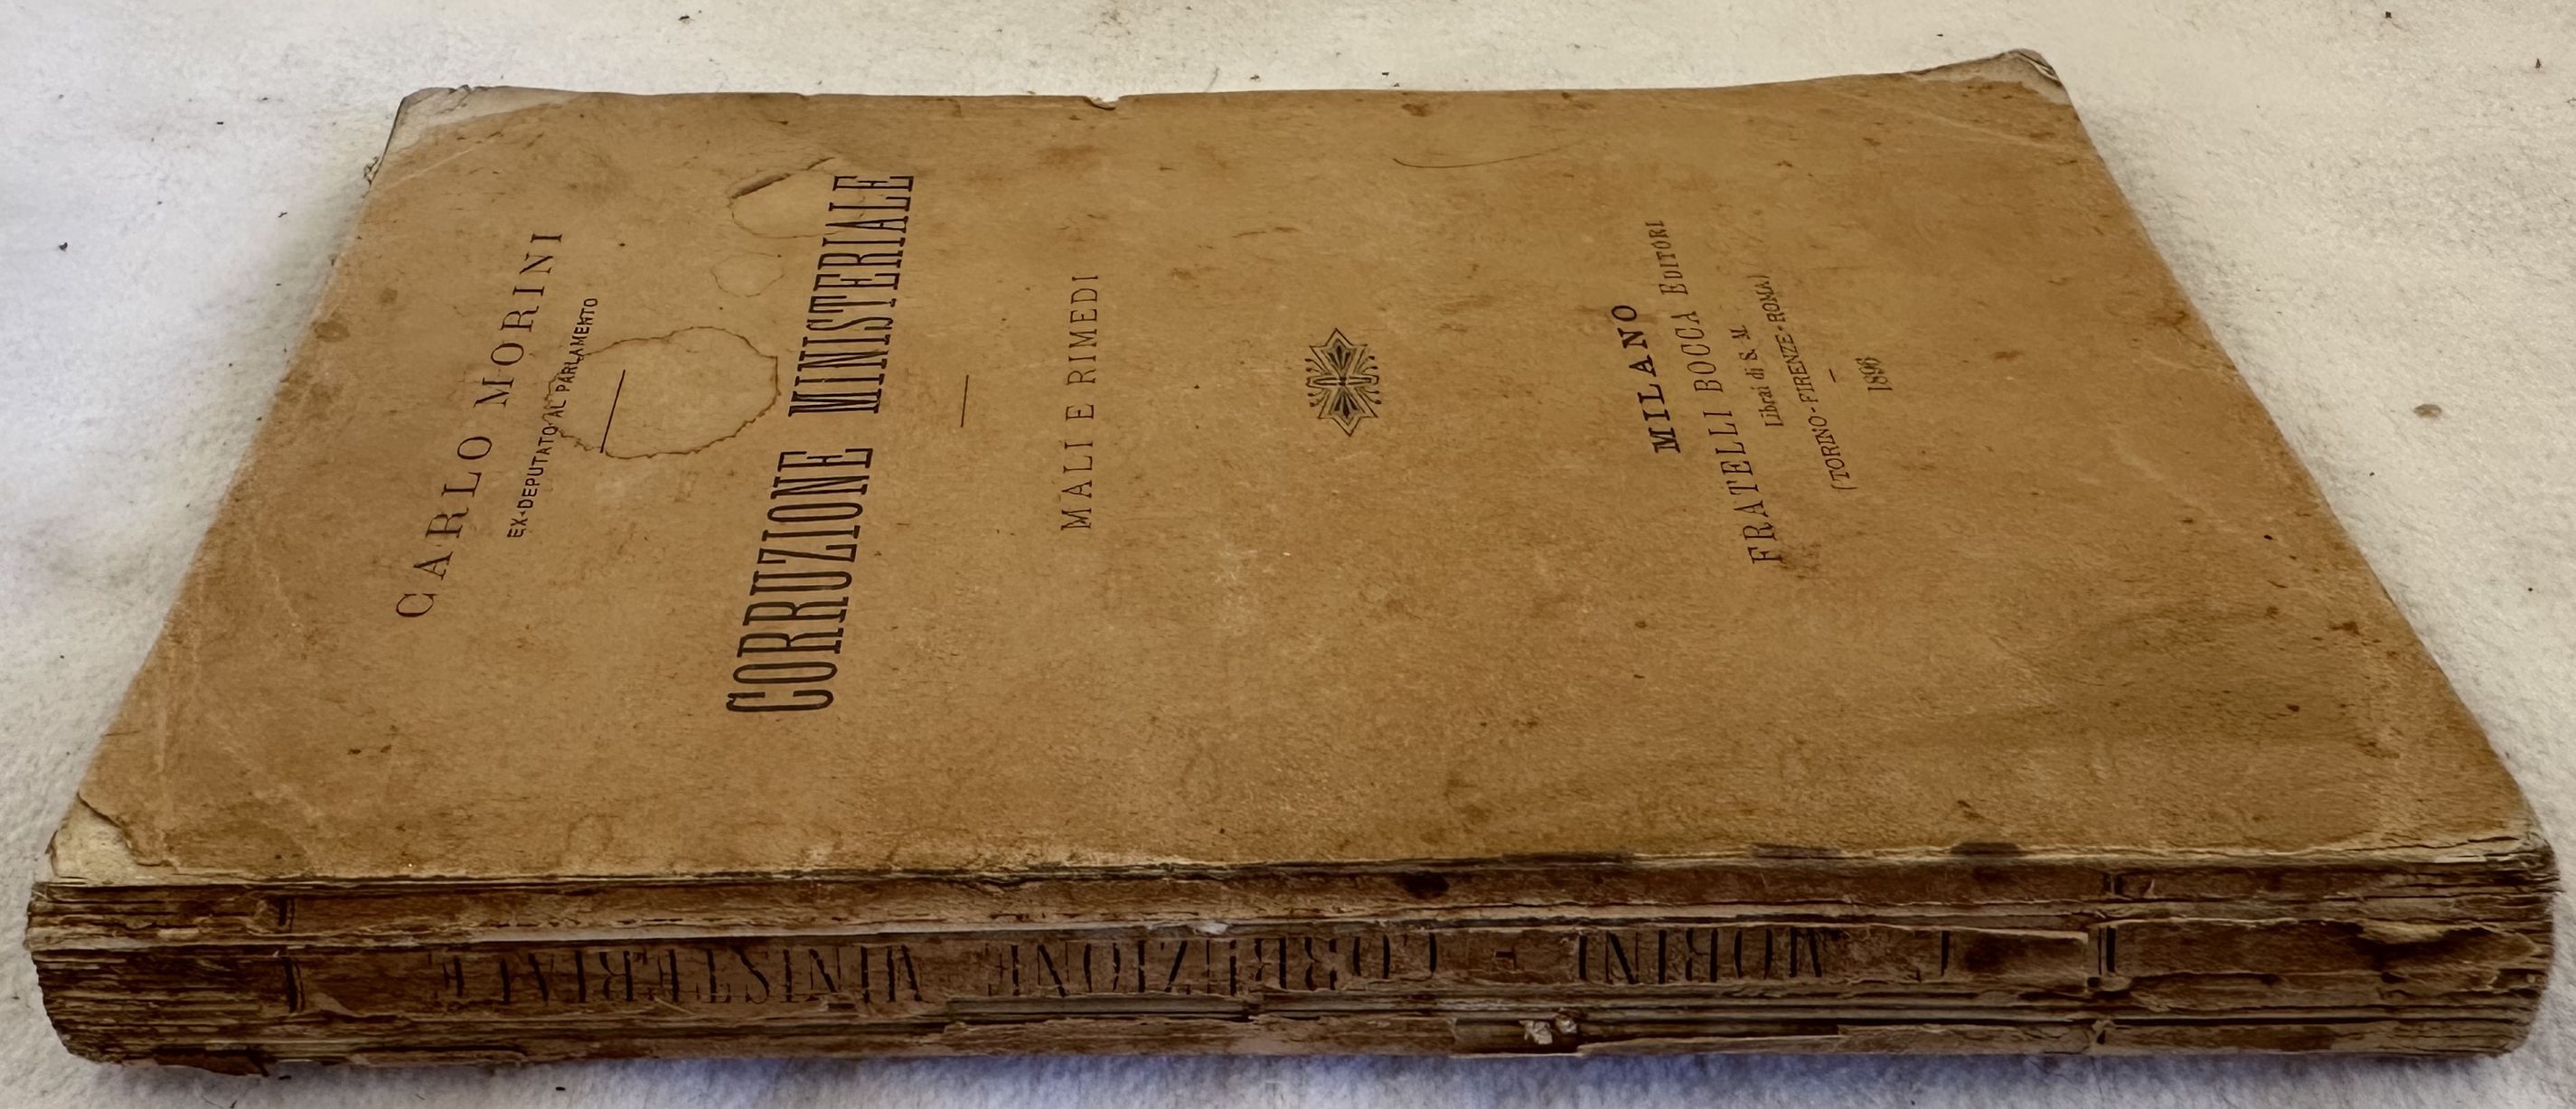 CARLO MORINI
EX-DEPUTATO AL PARLAMENTO
CORRUZIONE MINISTERIALE
MALI E RIMEDI
MILANO
FRATELLI BOCCA EDITORI
Librai di S. M.
(TORINO-FIRENZE-ROMA)
1896
C. MORINI - CORRUZIONE MINISTERIALE